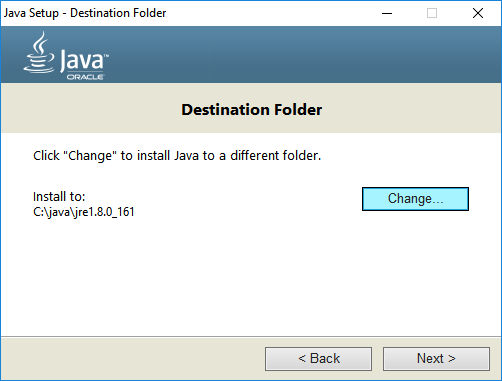 Java Setup - Destination Folder
Java™
ORACLE
Destination Folder
Click "Change" to install Java to a different folder.
Install to:
C:\java\jre1.8.0_161
Change...
< Back
Next >